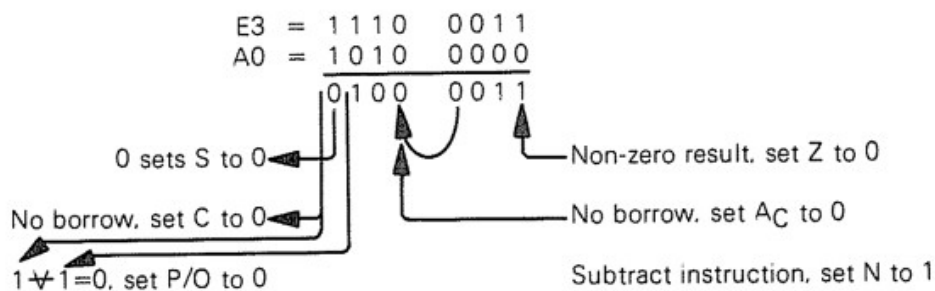 E3 = 1110 0011
A0 = 1010 0000
0100 0011
0 sets S to 0
Non-zero result, set Z to 0
No borrow, set C to 0
No borrow, set AC to 0
1⊻1=0, set P/O to 0
Subtract instruction, set N to 1